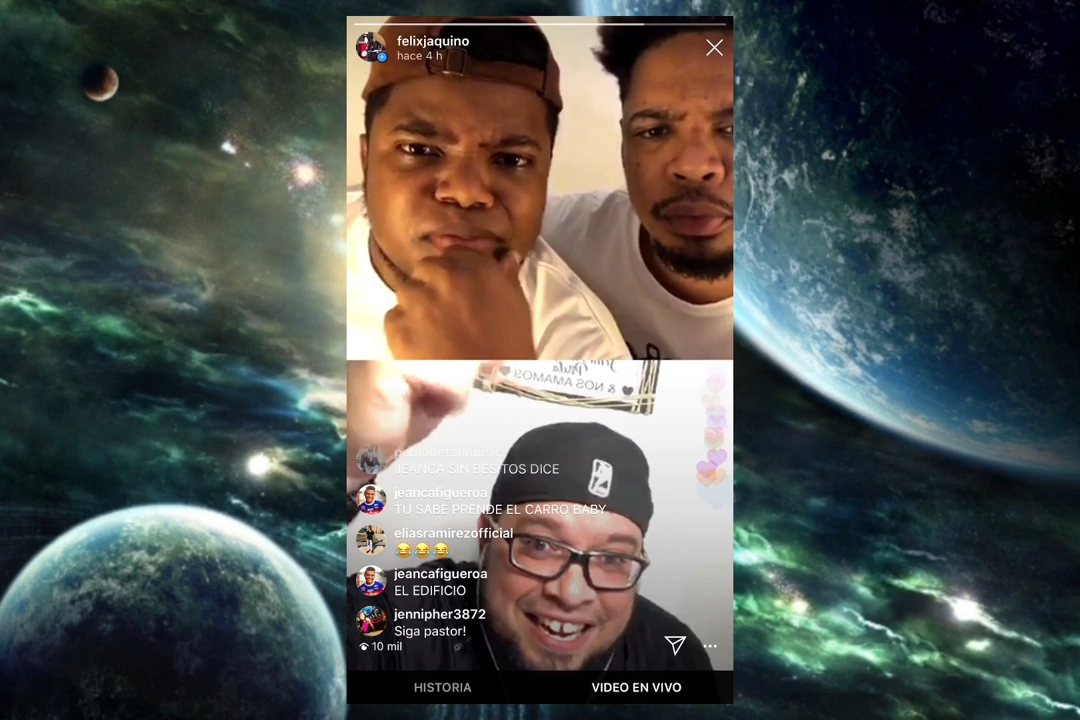 felixjaquino
hace 4 h
& NOS AMAMOS!
JEANCA SIN BESITOS DICE
jeancafigueroa
TU SABE PRENDE EL CARRO BABY
eliasramirezofficial
😂😂😂
jeancafigueroa
EL EDIFICIO
jennipher3872
Siga pastor!
10 mil
HISTORIA
VIDEO EN VIVO